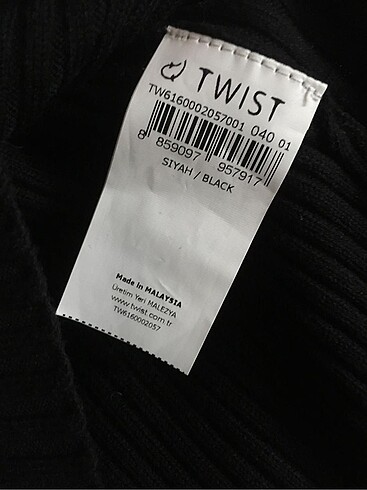 TWIST
TW6160002057001 040 01
8 859097 957917
SIYAH / BLACK
Made in MALAYSIA
Üretim Yeri MALEZYA
www.twist.com.tr
TW6160002057